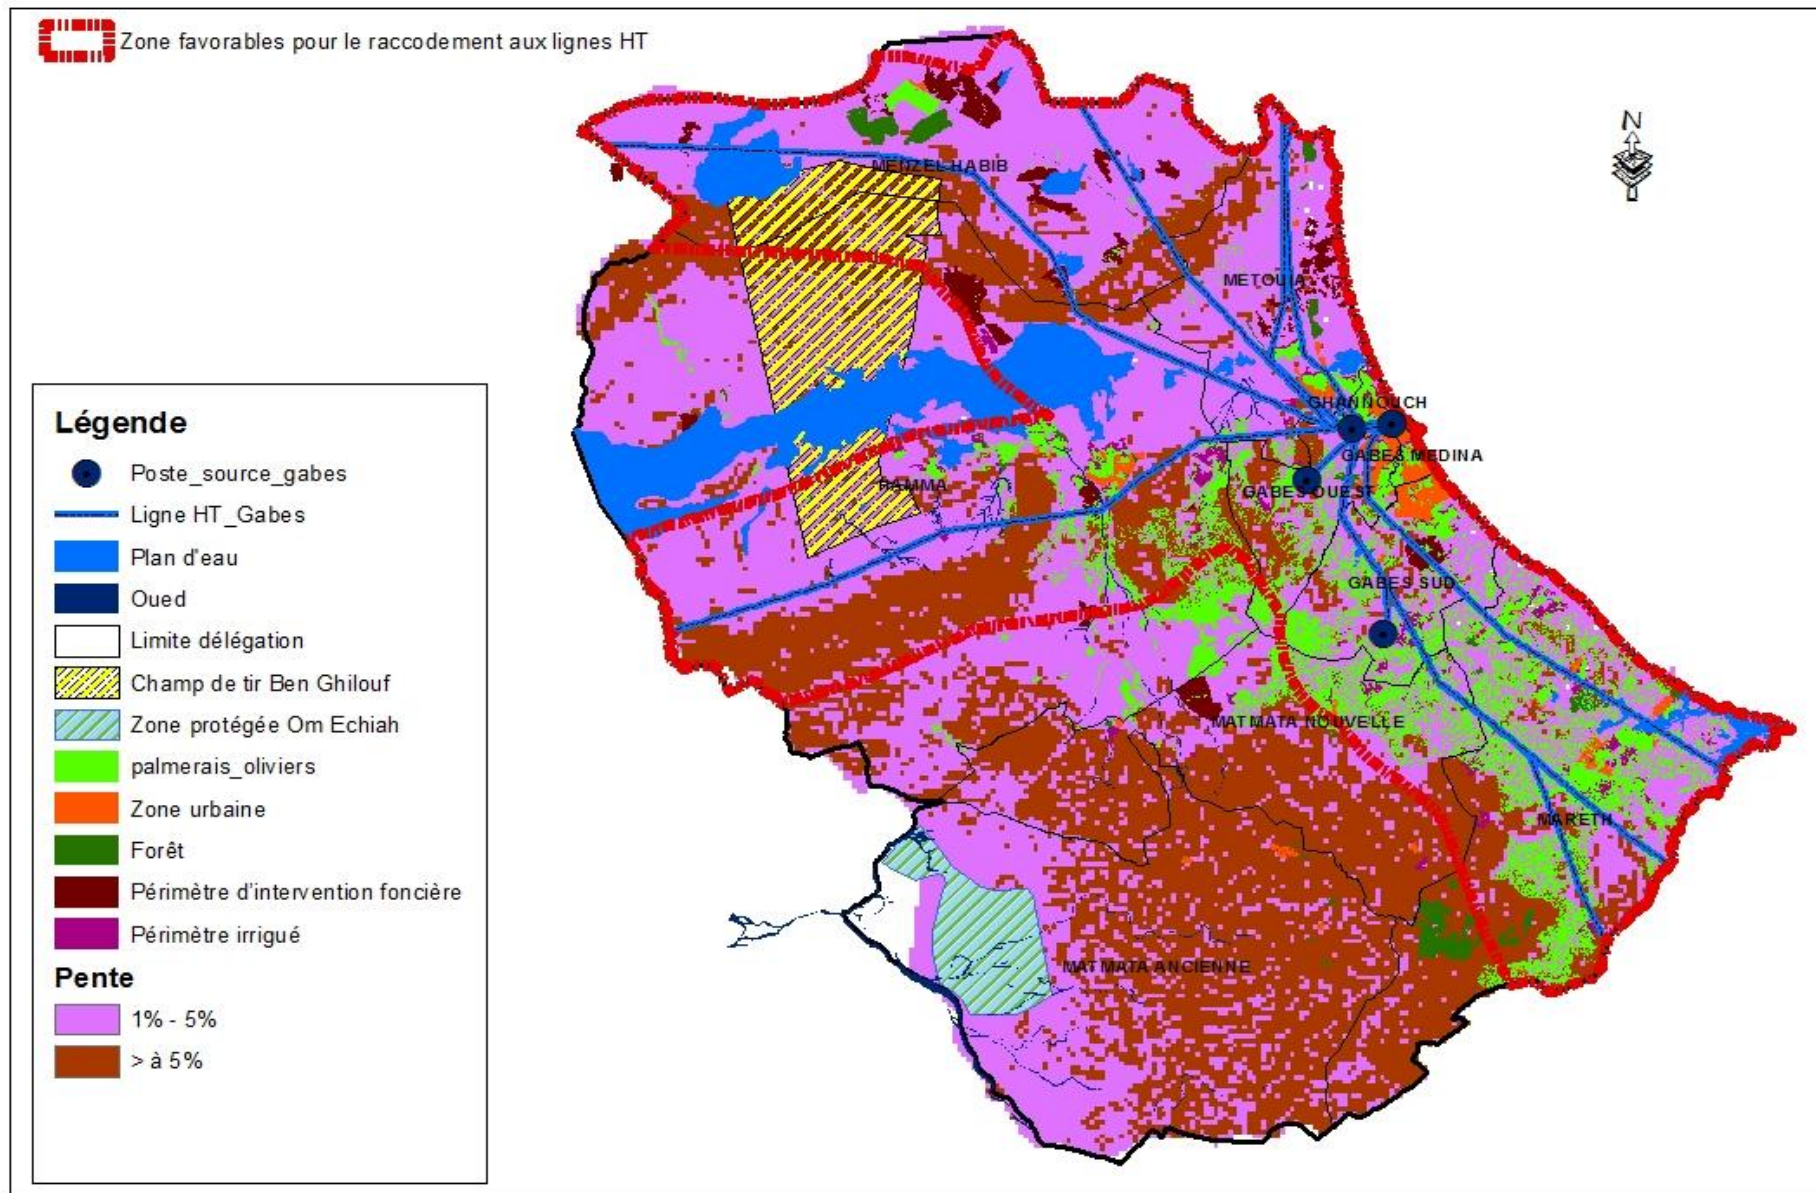 Zone favorables pour le raccodement aux lignes HT
N
MENZEL HABIB
METOUIA
GHANNOUCH
GABES MEDINA
HAMMA
GABES OUEST
GABES SUD
MATMATA NOUVELLE
MARETH
MATMATA ANCIENNE
Légende
Poste_source_gabes
Ligne HT_Gabes
Plan d'eau
Oued
Limite délégation
Champ de tir Ben Ghilouf
Zone protégée Om Echiah
palmerais_oliviers
Zone urbaine
Forêt
Périmètre d'intervention foncière
Périmètre irrigué
Pente
1% - 5%
> à 5%